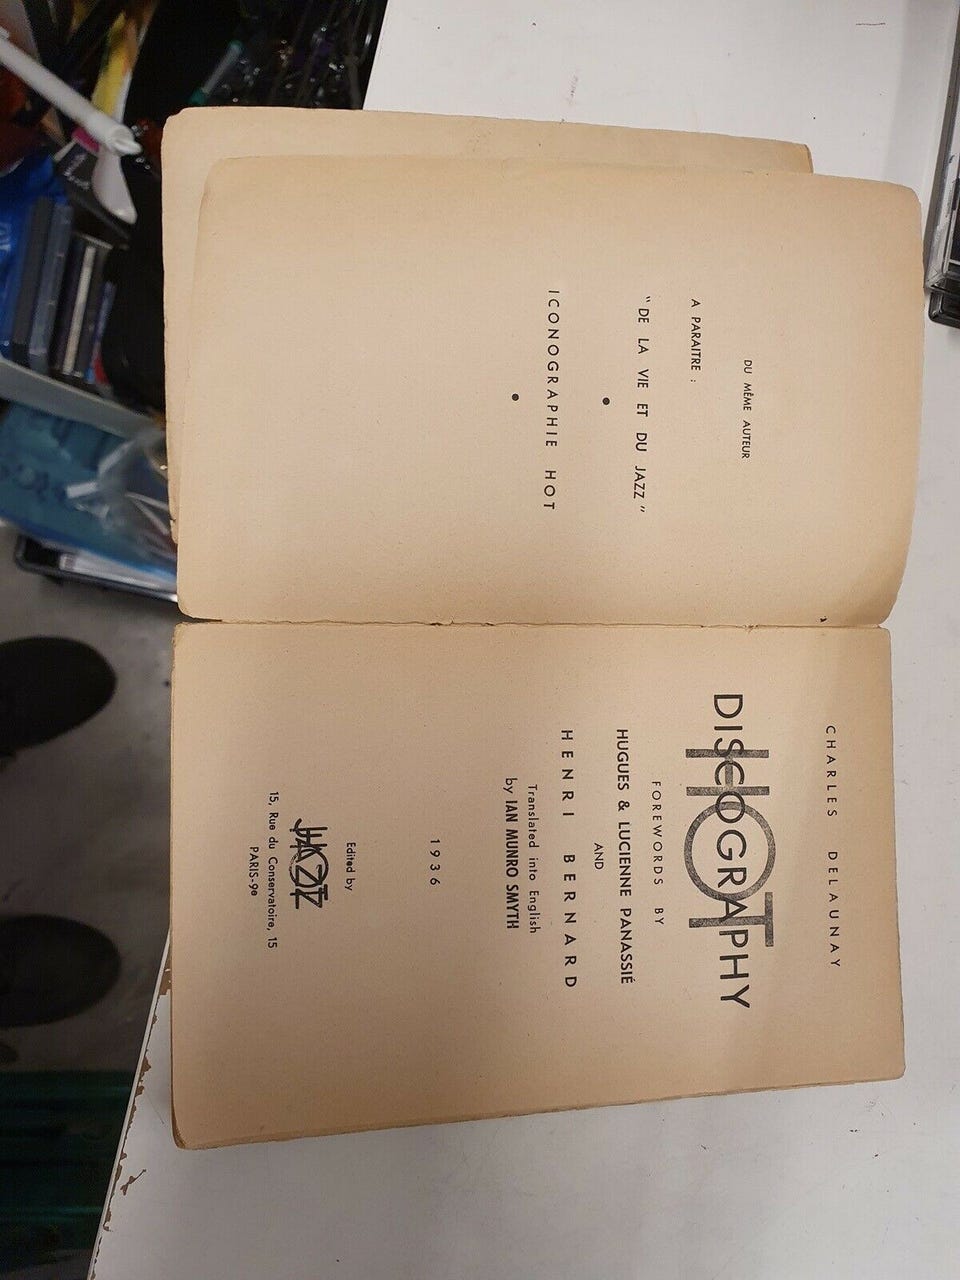 DU MÊME AUTEUR
A PARAITRE :
" DE LA VIE ET DU JAZZ "
ICONOGRAPHIE HOT
CHARLES DELAUNAY
HOT
DISCOGRAPHY
FOREWORDS BY
HUGUES & LUCIENNE PANASSIÉ
AND
HENRI BERNARD
Translated into English
by IAN MUNRO SMYTH
1936
Edited by
JAZZ HOT
15, Rue du Conservatoire, 15
PARIS-9e